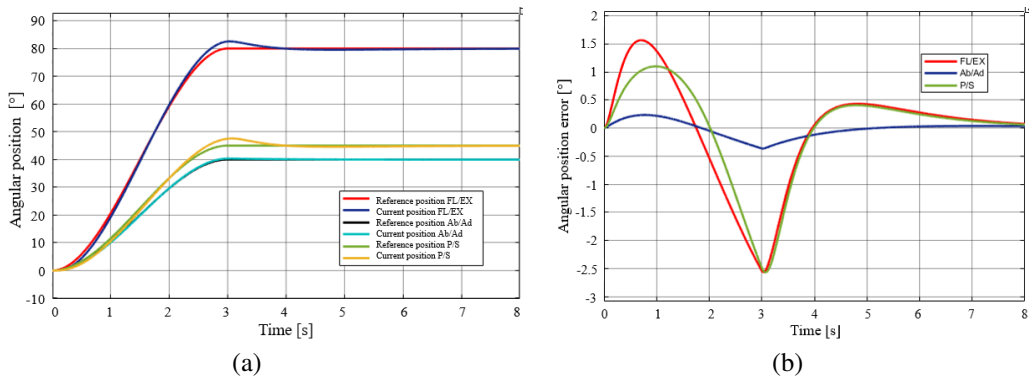 90
80
70
60
50
40
30
20
10
0
-10
Angular position [°]
Reference position FL/EX
Current position FL/EX
Reference position Ab/Ad
Current position Ab/Ad
Reference position P/S
Current position P/S
0 1 2 3 4 5 6 7 8
Time [s]
(a)
2
1.5
1
0.5
0
-0.5
-1
-1.5
-2
-2.5
-3
Angular position error [°]
FL/EX
Ab/Ad
P/S
0 1 2 3 4 5 6 7 8
Time [s]
(b)